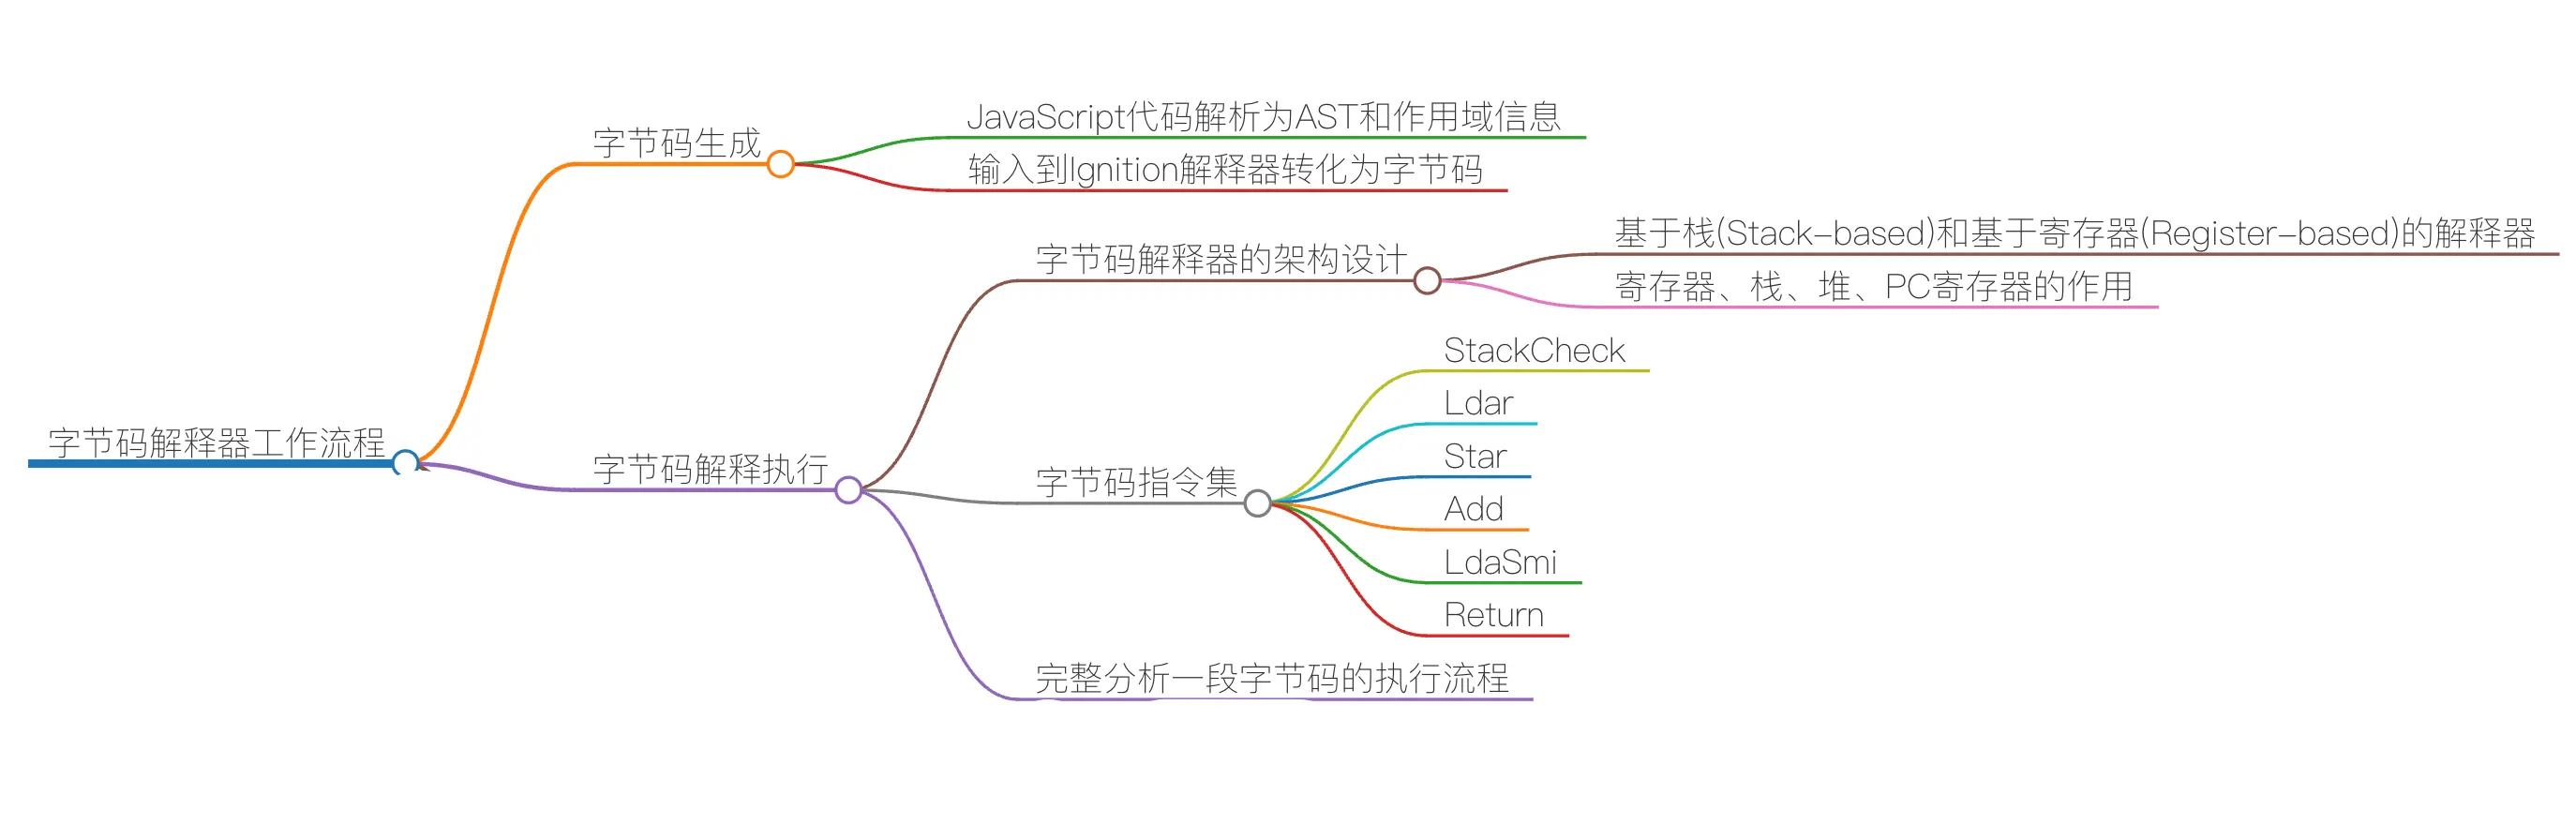 字节码解释器工作流程
字节码生成
JavaScript代码解析为AST和作用域信息
输入到Ignition解释器转化为字节码
字节码解释执行
字节码解释器的架构设计
基于栈(Stack-based)和基于寄存器(Register-based)的解释器
寄存器、栈、堆、PC寄存器的作用
字节码指令集
StackCheck
Ldar
Star
Add
LdaSmi
Return
完整分析一段字节码的执行流程